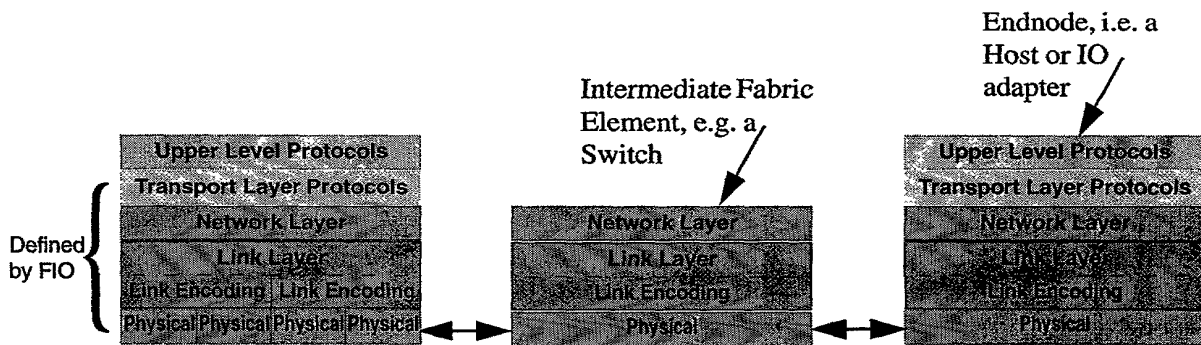 Endnode, i.e. a
Host or IO
adapter
Intermediate Fabric
Element, e.g. a
Switch
Defined
by FIO
Upper Level Protocols
Transport Layer Protocols
Network Layer
Link Layer
Link Encoding Link Encoding
Physical Physical Physical Physical
Network Layer
Link Layer
Link Encoding
Physical
Upper Level Protocols
Transport Layer Protocols
Network Layer
Link Layer
Link Encoding
Physical